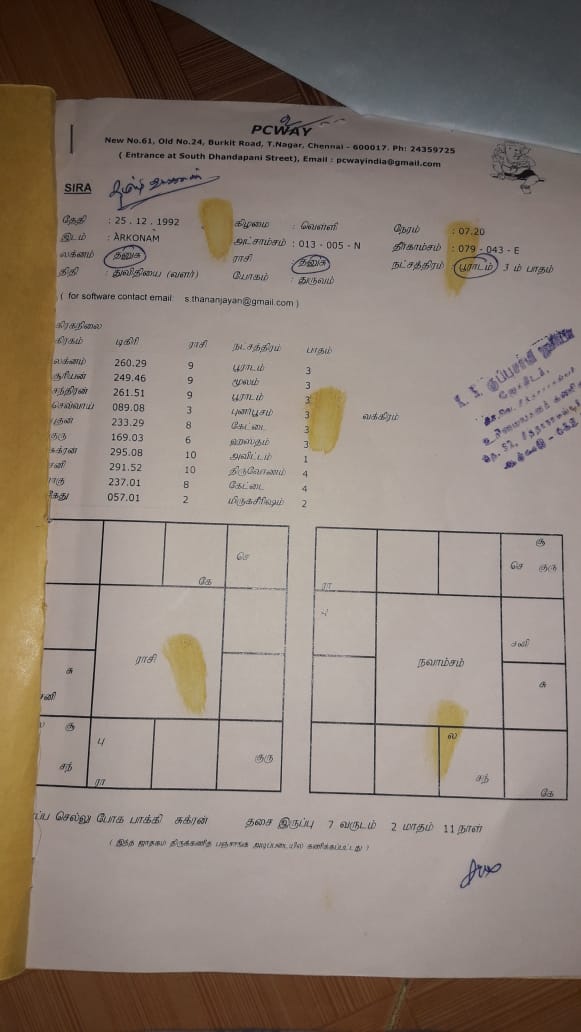 PCWAY
New No.61, Old No.24, Burkit Road, T.Nagar, Chennai - 600017. Ph: 24359725
( Entrance at South Dhandapani Street), Email : pcwayindia@gmail.com
SIRA
தேதி : 25 . 12 . 1992 கிழமை : வெள்ளி நேரம் : 07.20
இடம் : ARKONAM அட்சாம்சம் : 013 - 005 - N தீர்காம்சம் : 079 - 043 - E
லக்னம் : தனுசு ராசி : தனுசு நட்சத்திரம் : பூராடம் 3 ம் பாதம்
திதி : துவிதியை (வளர்) யோகம் : துருவம்
( for software contact email: s.thananjayan@gmail.com )
கிரகநிலை
கிரகம் டிகிரி ராசி நட்சத்திரம் பாதம்
லக்னம் 260.29 9 பூராடம் 3
சூரியன் 249.46 9 மூலம் 3
சந்திரன் 261.51 9 பூராடம் 3
செவ்வாய் 089.08 3 புனர்பூசம் 3 வக்கிரம்
புதன் 233.29 8 கேட்டை 3
குரு 169.03 6 ஹஸ்தம் 3
சுக்ரன் 295.08 10 அவிட்டம் 1
சனி 291.52 10 திருவோணம் 4
ராகு 237.01 8 கேட்டை 4
கேது 057.01 2 மிருகசீரிஷம் 2
செ
கே
ராசி
சு
சனி
ல சூ
சந்
பு
ரா
குரு
சூ
செ குரு
ரா
பு
நவாம்சம்
சனி
சு
ல
சந்
கே
செல்லு போக பாக்கி சுக்ரன் தசை இருப்பு 7 வருடம் 2 மாதம் 11 நாள்
( இந்த ஜாதகம் திருக்கணித பஞ்சாங்க அடிப்படையில் கணிக்கப்பட்டது )